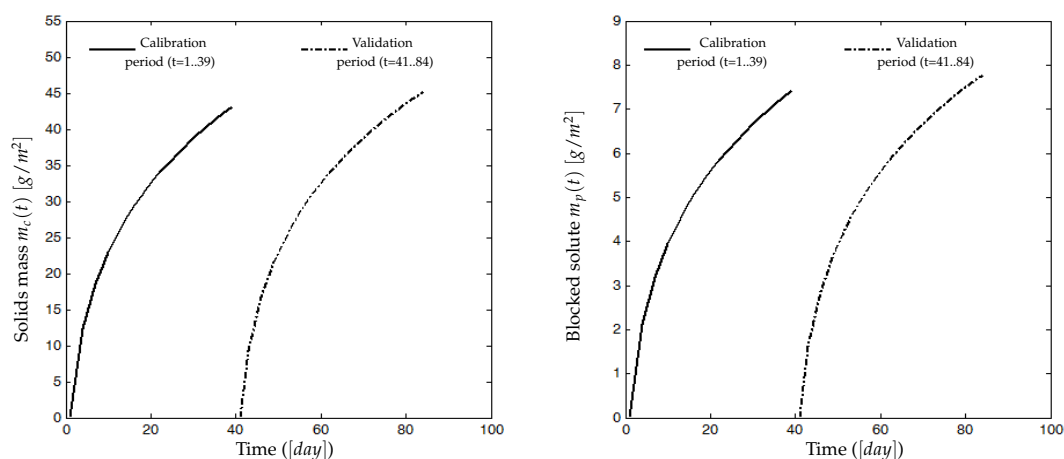 55
50
45
40
35
30
25
20
15
10
5
0
Solids mass m_c(t) [g/m²]
Calibration
period (t=1..39)
Validation
period (t=41..84)
0 20 40 60 80 100
Time ([day])
9
8
7
6
5
4
3
2
1
0
Blocked solute m_p(t) [g/m²]
Calibration
period (t=1..39)
Validation
period (t=41..84)
0 20 40 60 80 100
Time ([day])